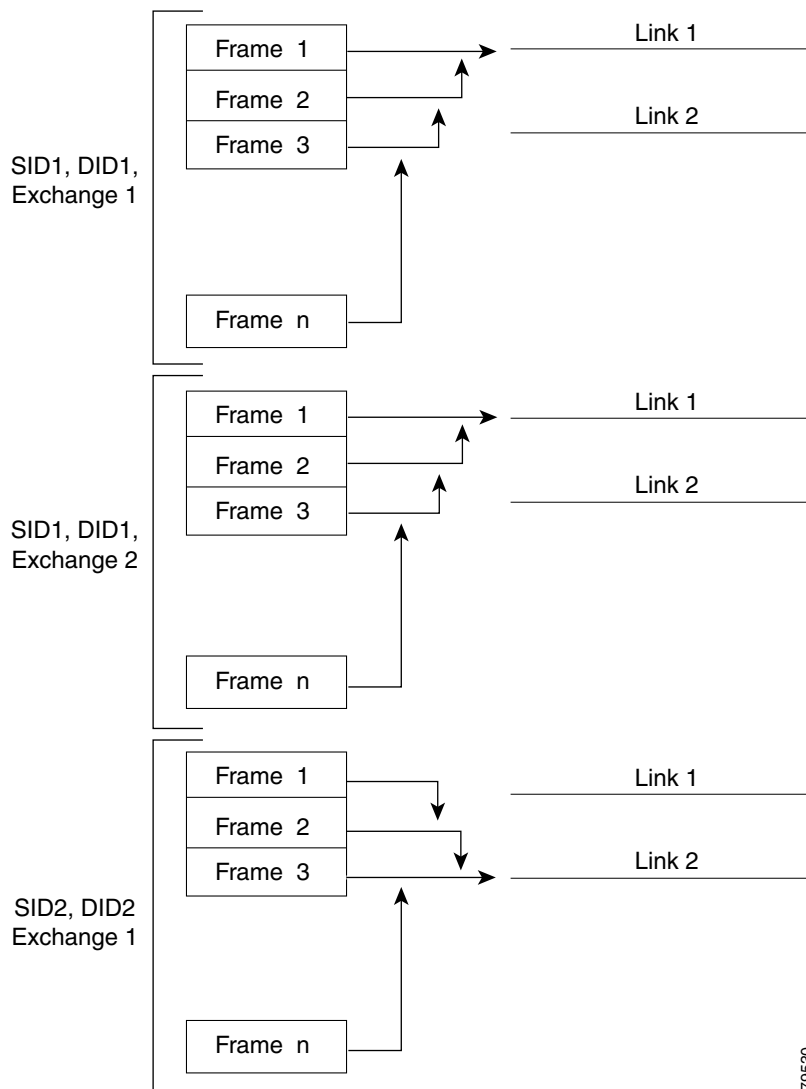 Frame 1
Link 1
Frame 2
Link 2
Frame 3
SID1, DID1,
Exchange 1
Frame n
Frame 1
Link 1
Frame 2
Link 2
Frame 3
SID1, DID1,
Exchange 2
Frame n
Frame 1
Link 1
Frame 2
Link 2
Frame 3
SID2, DID2
Exchange 1
Frame n